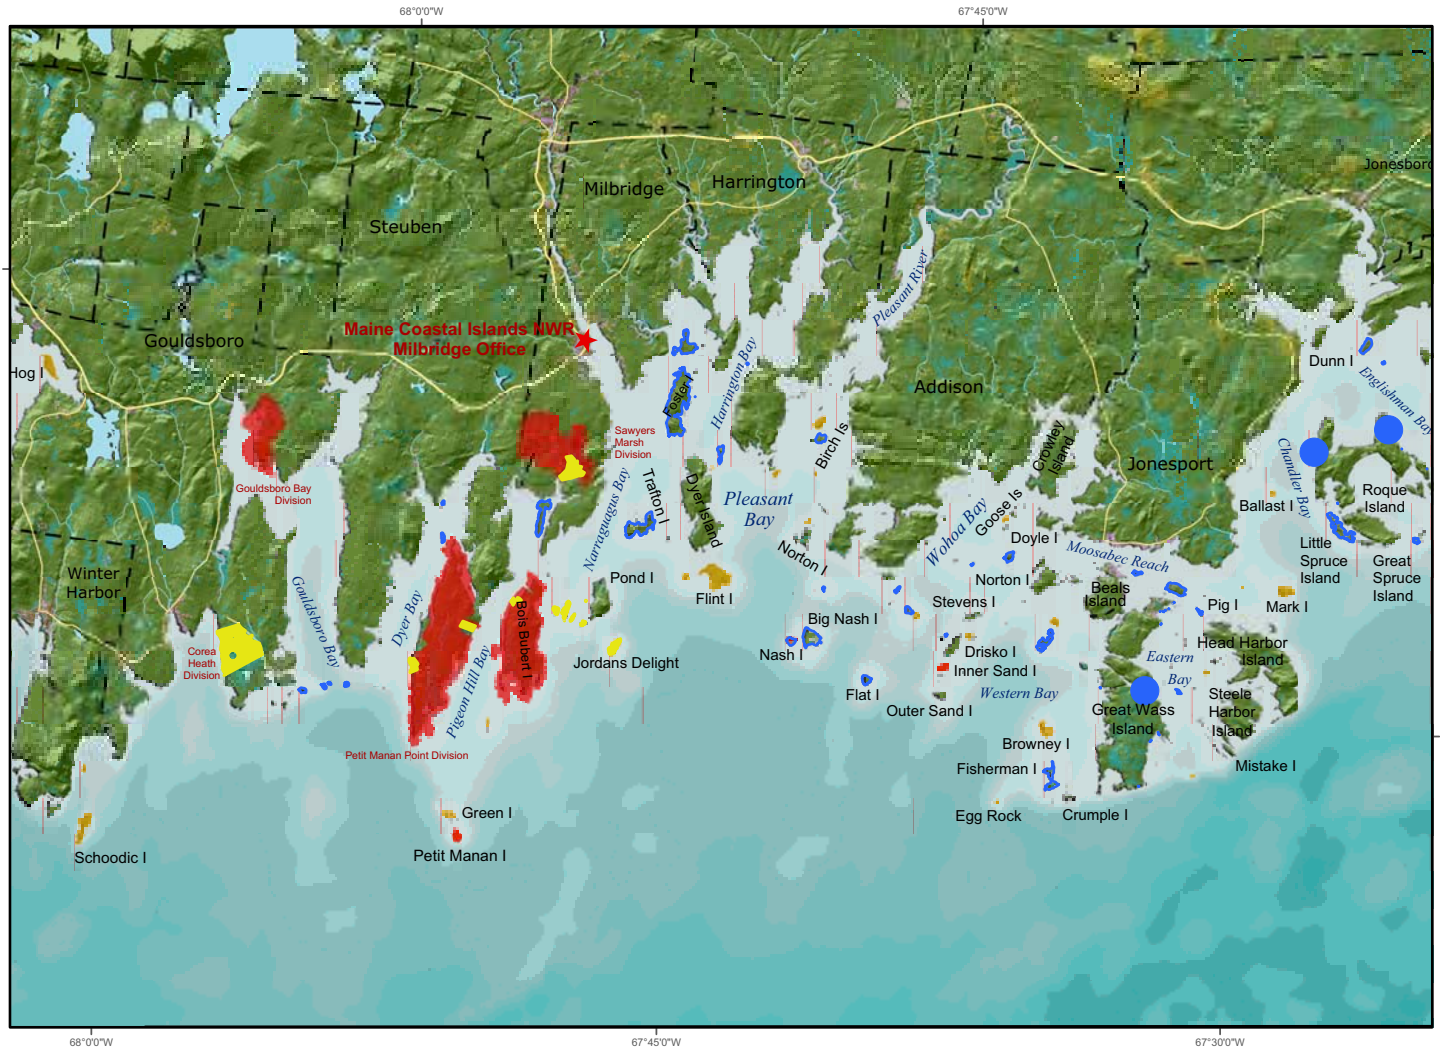 68°0'0"W
67°45'0"W
Jonesboro
Harrington
Milbridge
Steuben
Pleasant River
Maine Coastal Islands NWR
Milbridge Office
Gouldsboro
Hog I
Dunn I
Englishman Bay
Foster I
Harrington Bay
Addison
Sawyers
Marsh
Division
Birch Is
Crowley
Island
Jonesport
Chandler Bay
Gouldsboro Bay
Division
Trafton I
Dyer Island
Pleasant
Bay
Narraguagus Bay
Wohoa Bay
Goose Is
Ballast I
Roque
Island
Doyle I
Moosabec Reach
Norton I
Little
Spruce
Island
Great
Spruce
Island
Winter
Harbor
Pond I
Flint I
Norton I
Beals
Island
Stevens I
Pig I
Mark I
Gouldsboro Bay
Dyer Bay
Bois Bubert I
Big Nash I
Head Harbor
Island
Corea
Heath
Division
Jordans Delight
Nash I
Drisko I
Inner Sand I
Eastern
Bay
Flat I
Western Bay
Outer Sand I
Steele
Harbor
Island
Great Wass
Island
Pigeon Hill Bay
Petit Manan Point Division
Browney I
Fisherman I
Mistake I
Green I
Egg Rock
Crumple I
Schoodic I
Petit Manan I
68°0'0"W
67°45'0"W
67°30'0"W